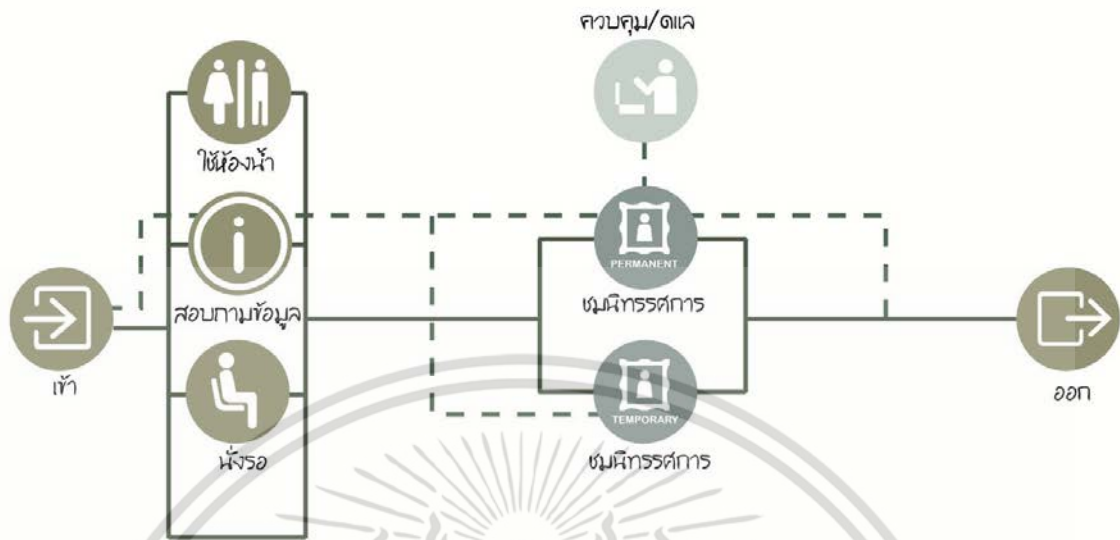 ควบคุม/ดูแล
ใช้ห้องน้ำ
PERMANENT
สอบถามข้อมูล
ชมนิทรรศการ
เข้า
TEMPORARY
ออก
นั่งรอ
ชมนิทรรศการ